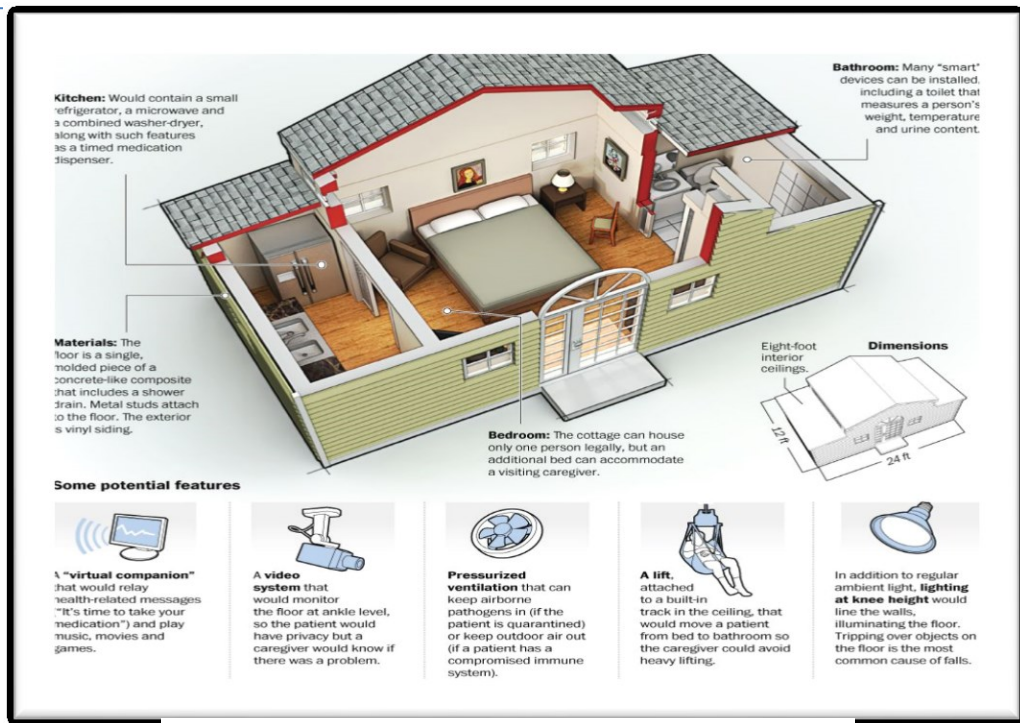 Kitchen: Would contain a small
refrigerator, a microwave and
a combined washer-dryer,
along with such features
as a timed medication
dispenser.
Bathroom: Many "smart"
devices can be installed,
including a toilet that
measures a person's
weight, temperature
and urine content.
Materials: The
floor is a single,
molded piece of a
concrete-like composite
that includes a shower
drain. Metal studs attach
to the floor. The exterior
is vinyl siding.
Bedroom: The cottage can house
only one person legally, but an
additional bed can accommodate
a visiting caregiver.
Eight-foot
interior
ceilings.
Dimensions
12 ft
24 ft
Some potential features
A "virtual companion"
that would relay
health-related messages
("It's time to take your
medication") and play
music, movies and
games.
A video
system that
would monitor
the floor at ankle level,
so the patient would
have privacy but a
caregiver would know if
there was a problem.
Pressurized
ventilation that can
keep airborne
pathogens in (if the
patient is quarantined)
or keep outdoor air out
(if a patient has a
compromised immune
system).
A lift,
attached
to a built-in
track in the ceiling, that
would move a patient
from bed to bathroom so
the caregiver could avoid
heavy lifting.
In addition to regular
ambient light, lighting
at knee height would
line the walls,
illuminating the floor.
Tripping over objects on
the floor is the most
common cause of falls.